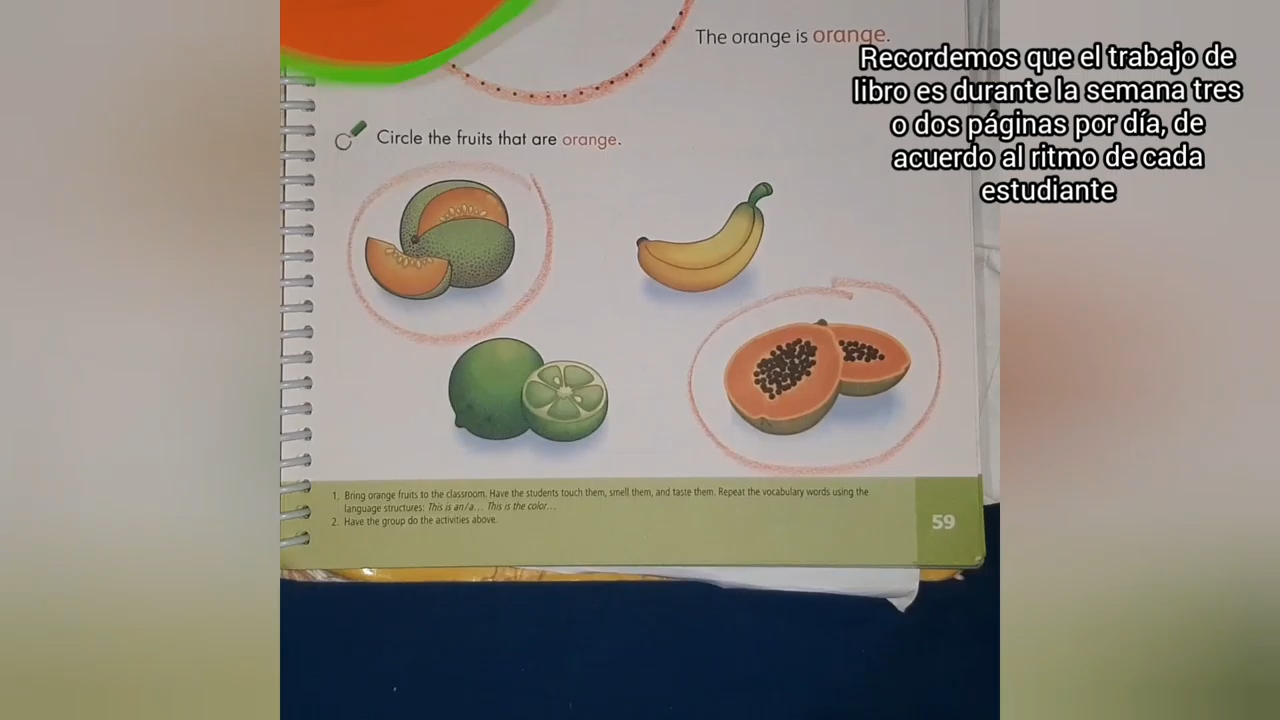 The orange is orange.
Recordemos que el trabajo de
libro es durante la semana tres
o dos páginas por día, de
acuerdo al ritmo de cada
estudiante
Circle the fruits that are orange.
1. Bring orange fruits to the classroom. Have the students touch them, smell them, and taste them. Repeat the vocabulary words using the
language structures: This is an/a... This is the color...
2. Have the group do the activities above.
59